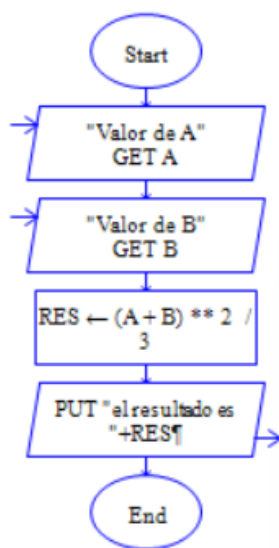 Start
"Valor de A"
GET A
"Valor de B"
GET B
RES ← (A + B) ** 2 /
3
PUT "el resultado es
"+RES¶
End